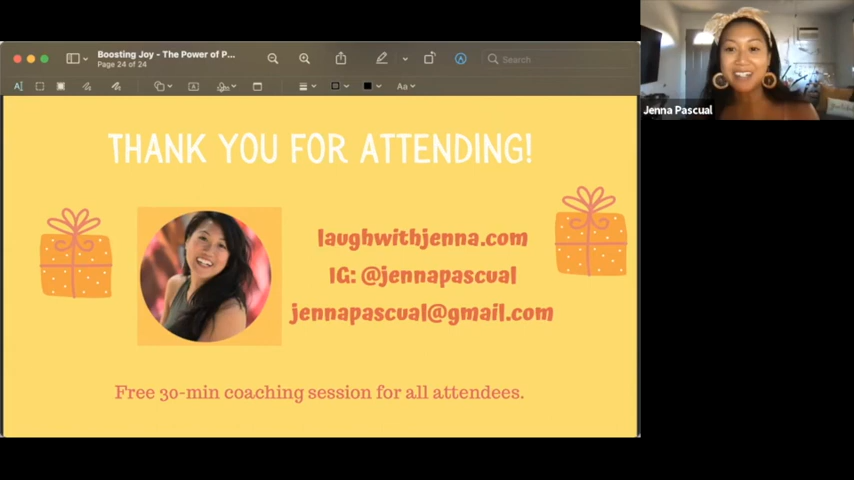 Boosting Joy - The Power of P...
Page 24 of 24
Search
Aa
Jenna Pascual
THANK YOU FOR ATTENDING!
laughwithjenna.com
IG: @jennapascual
jennapascual@gmail.com
Free 30-min coaching session for all attendees.